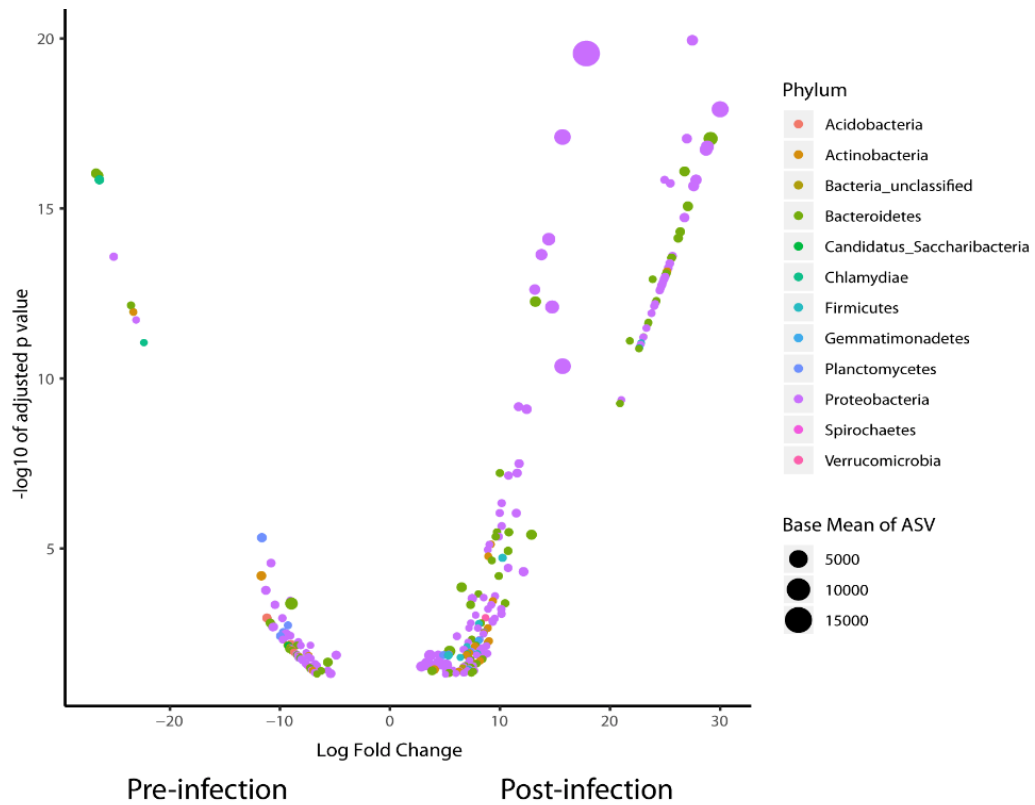 20
15
10
5
-log10 of adjusted p value
−20
−10
0
10
20
30
Log Fold Change
Pre-infection
Post-infection
Phylum
Acidobacteria
Actinobacteria
Bacteria_unclassified
Bacteroidetes
Candidatus_Saccharibacteria
Chlamydiae
Firmicutes
Gemmatimonadetes
Planctomycetes
Proteobacteria
Spirochaetes
Verrucomicrobia
Base Mean of ASV
5000
10000
15000